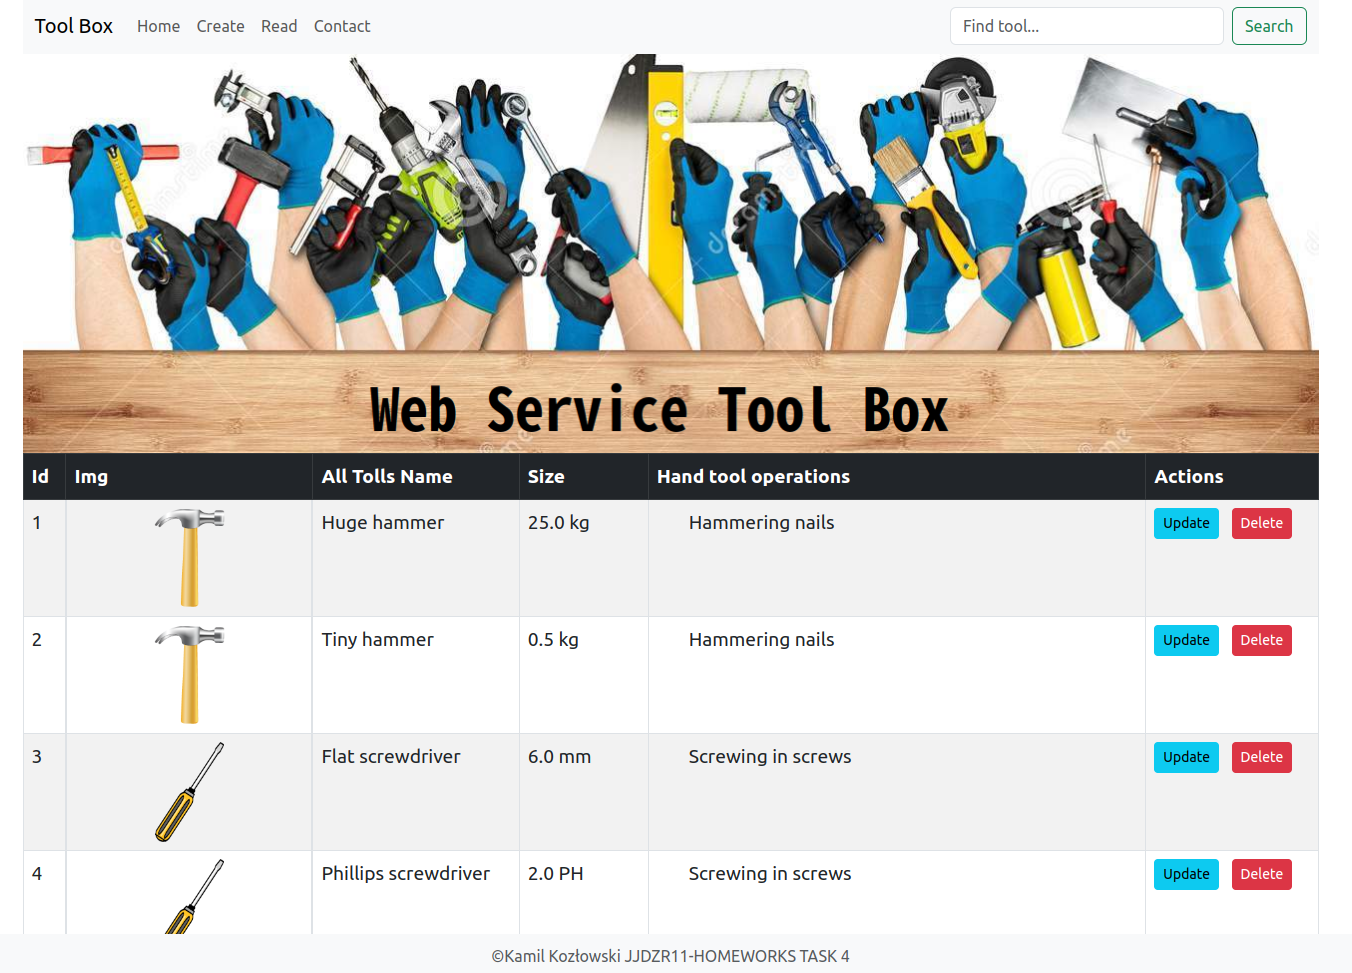 Tool Box Home Create Read Contact Find tool... Search
Web Service Tool Box
Id Img All Tolls Name Size Hand tool operations Actions
1 Huge hammer 25.0 kg Hammering nails Update Delete
2 Tiny hammer 0.5 kg Hammering nails Update Delete
3 Flat screwdriver 6.0 mm Screwing in screws Update Delete
4 Phillips screwdriver 2.0 PH Screwing in screws Update Delete
©Kamil Kozłowski JJDZR11-HOMEWORKS TASK 4